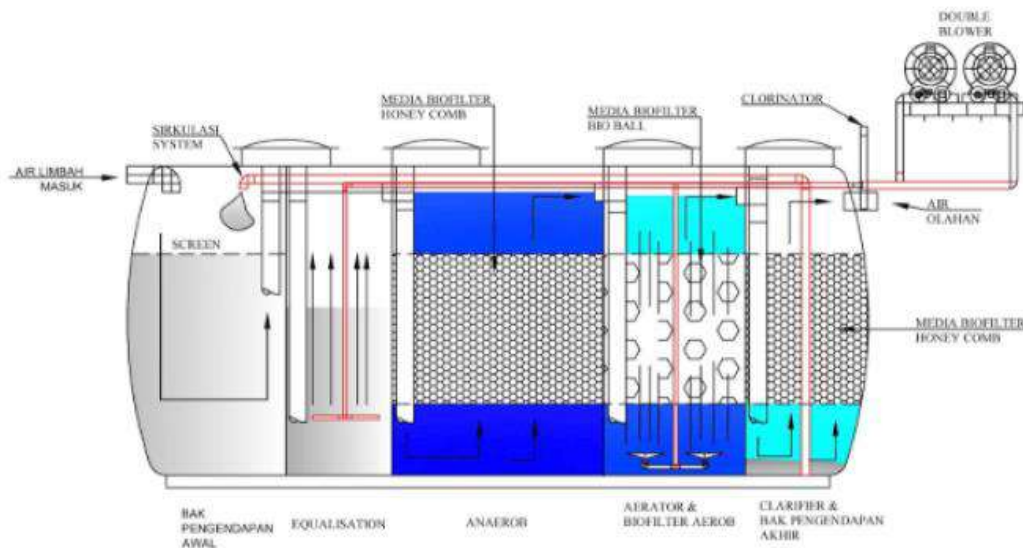 DOUBLE
BLOWER
MEDIA BIOFILTER
HONEY COMB
MEDIA BIOFILTER
BIO BALL
CLORINATOR
SIRKULASI
SYSTEM
AIR LIMBAH
MASUK
AIR
OLAHAN
SCREEN
MEDIA BIOFILTER
HONEY COMB
BAK
PENGENDAPAN
AWAL
EQUALISATION
ANAEROB
AERATOR &
BIOFILTER AEROB
CLARIFIER &
BAK PENGENDAPAN
AKHIR